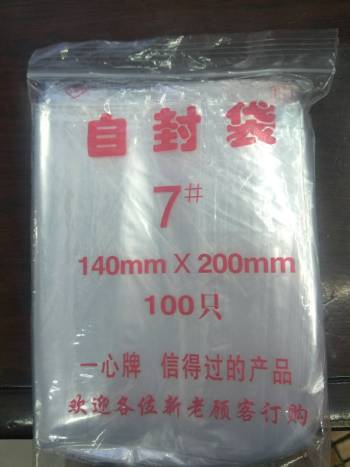 自封袋
7#
140mm X 200mm
100只
一心牌 信得过的产品
欢迎各位新老顾客订购